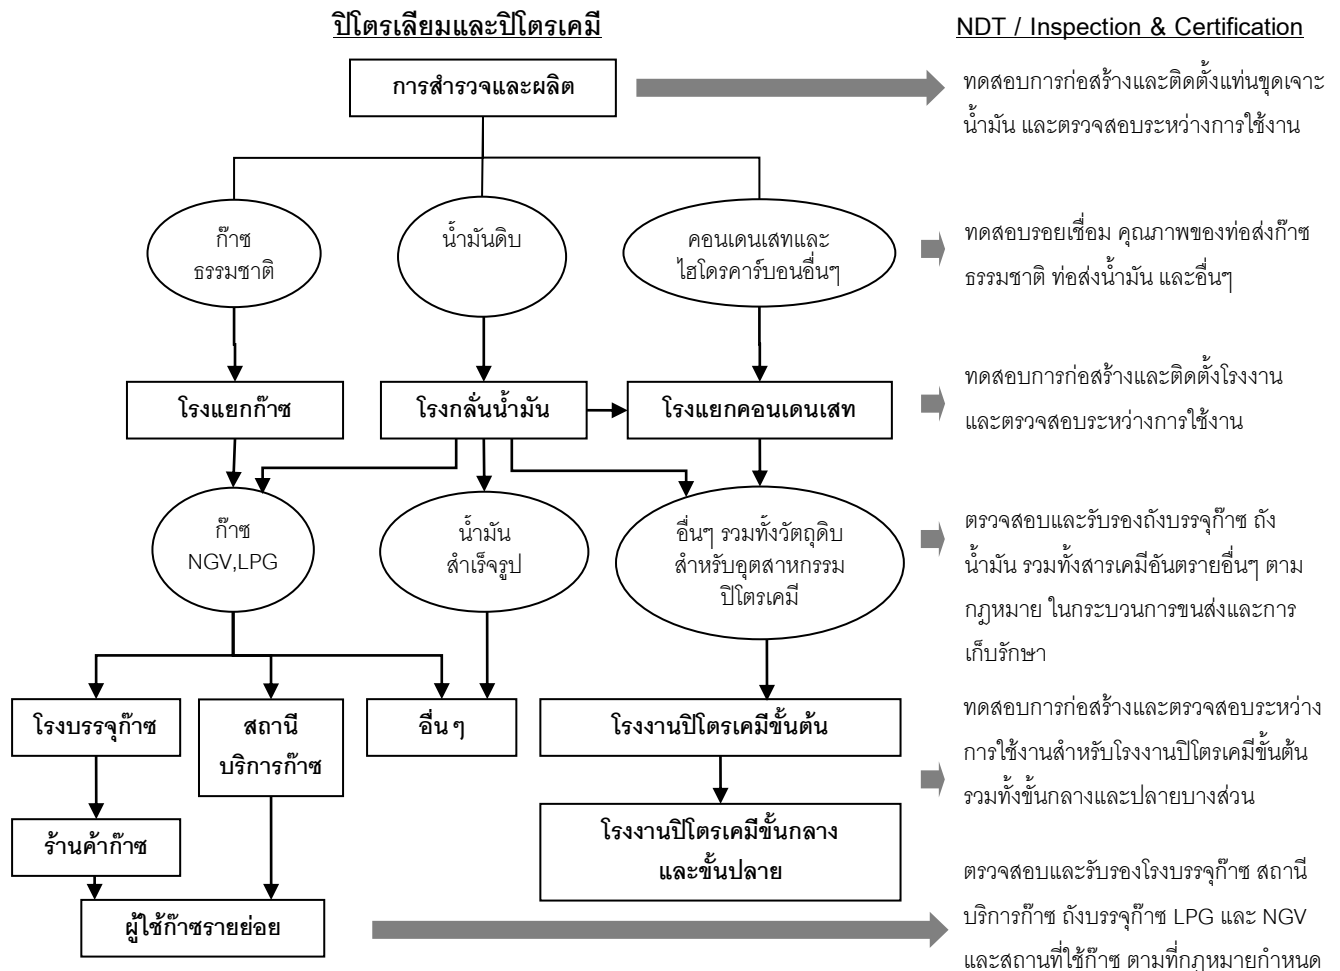 ปิโตรเลียมและปิโตรเคมี
NDT / Inspection & Certification
การสำรวจและผลิต
ทดสอบการก่อสร้างและติดตั้งแท่นขุดเจาะ
น้ำมัน และตรวจสอบระหว่างการใช้งาน
ก๊าซ
ธรรมชาติ
น้ำมันดิบ
คอนเดนเสทและ
ไฮโดรคาร์บอนอื่นๆ
ทดสอบรอยเชื่อม คุณภาพของท่อส่งก๊าซ
ธรรมชาติ ท่อส่งน้ำมัน และอื่นๆ
โรงแยกก๊าซ
โรงกลั่นน้ำมัน
โรงแยกคอนเดนเสท
ทดสอบการก่อสร้างและติดตั้งโรงงาน
และตรวจสอบระหว่างการใช้งาน
ก๊าซ
NGV,LPG
น้ำมัน
สำเร็จรูป
อื่นๆ รวมทั้งวัตถุดิบ
สำหรับอุตสาหกรรม
ปิโตรเคมี
ตรวจสอบและรับรองถังบรรจุก๊าซ ถัง
น้ำมัน รวมทั้งสารเคมีอันตรายอื่นๆ ตาม
กฎหมาย ในกระบวนการขนส่งและการ
เก็บรักษา
โรงบรรจุก๊าซ
สถานี
บริการก๊าซ
อื่นๆ
โรงงานปิโตรเคมีขั้นต้น
ทดสอบการก่อสร้างและตรวจสอบระหว่าง
การใช้งานสำหรับโรงงานปิโตรเคมีขั้นต้น
รวมทั้งขั้นกลางและปลายบางส่วน
ร้านค้าก๊าซ
โรงงานปิโตรเคมีขั้นกลาง
และขั้นปลาย
ผู้ใช้ก๊าซรายย่อย
ตรวจสอบและรับรองโรงบรรจุก๊าซ สถานี
บริการก๊าซ ถังบรรจุก๊าซ LPG และ NGV
และสถานที่ใช้ก๊าซ ตามที่กฎหมายกำหนด